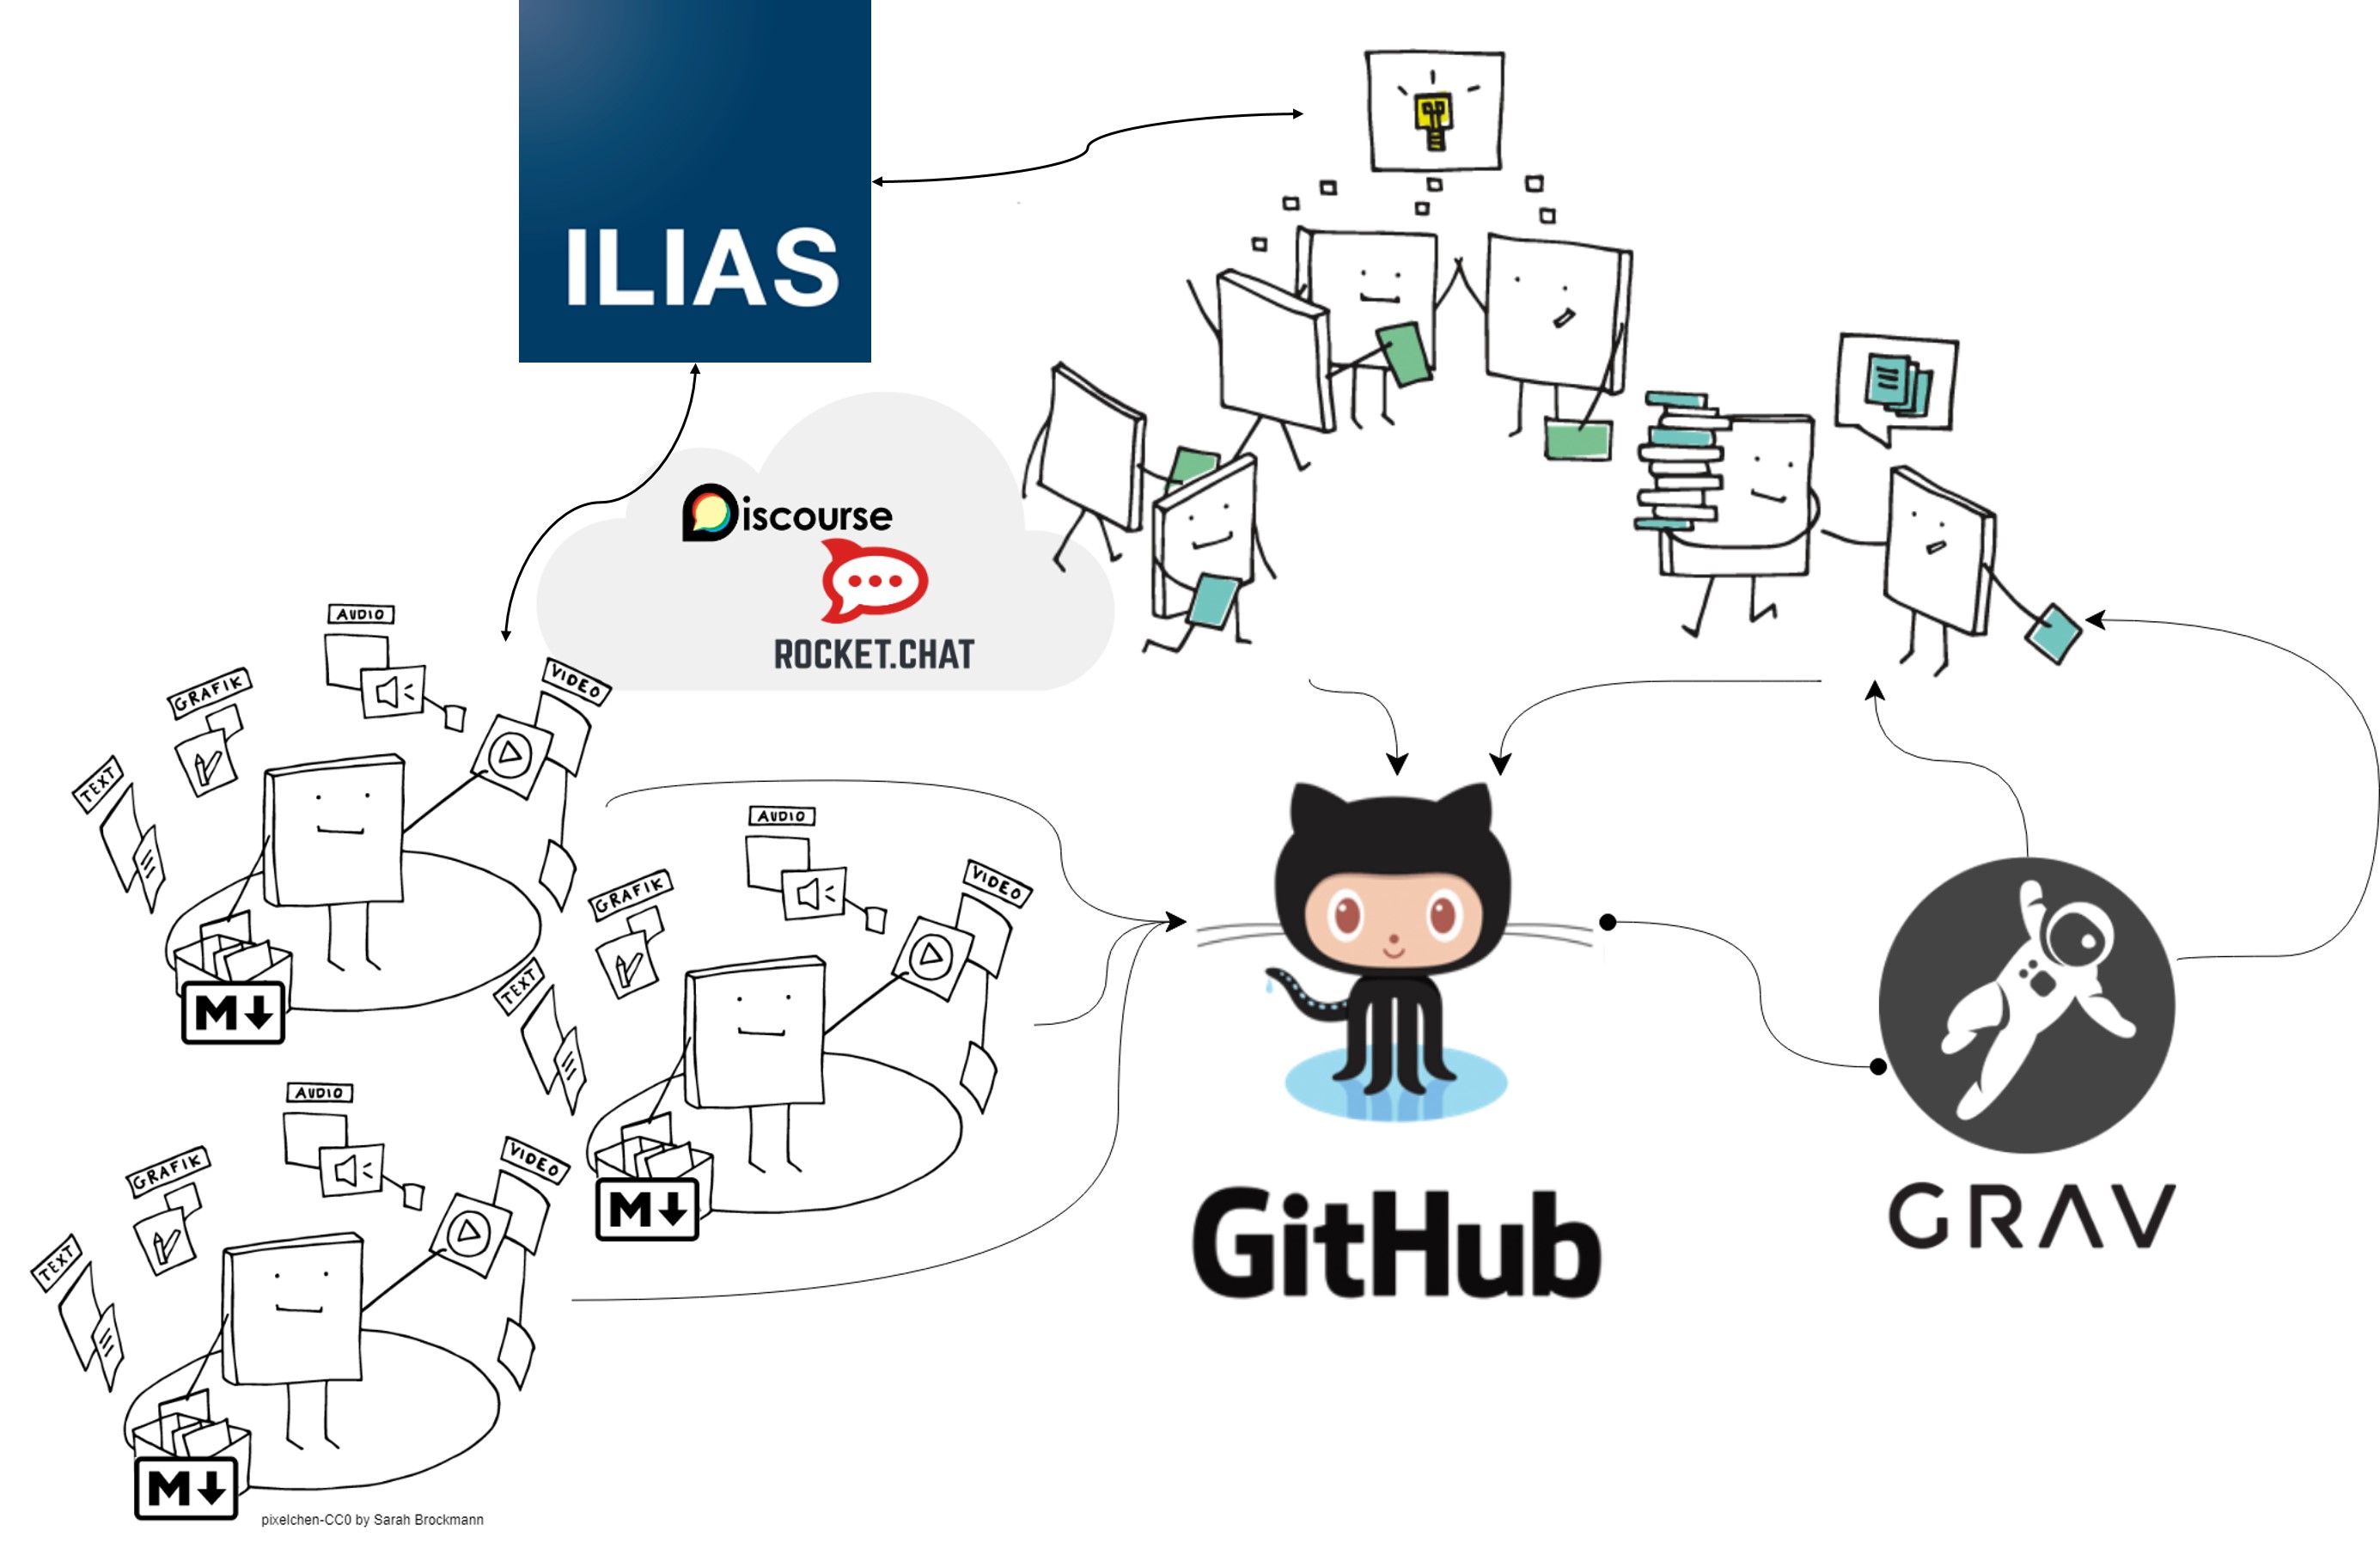 ILIAS
Discourse
ROCKET.CHAT
AUDIO
GRAFIK
VIDEO
TEXT
M
AUDIO
GRAFIK
VIDEO
TEXT
M
AUDIO
GRAFIK
VIDEO
TEXT
M
GitHub
GRAV
pixelchen-CC0 by Sarah Brockmann